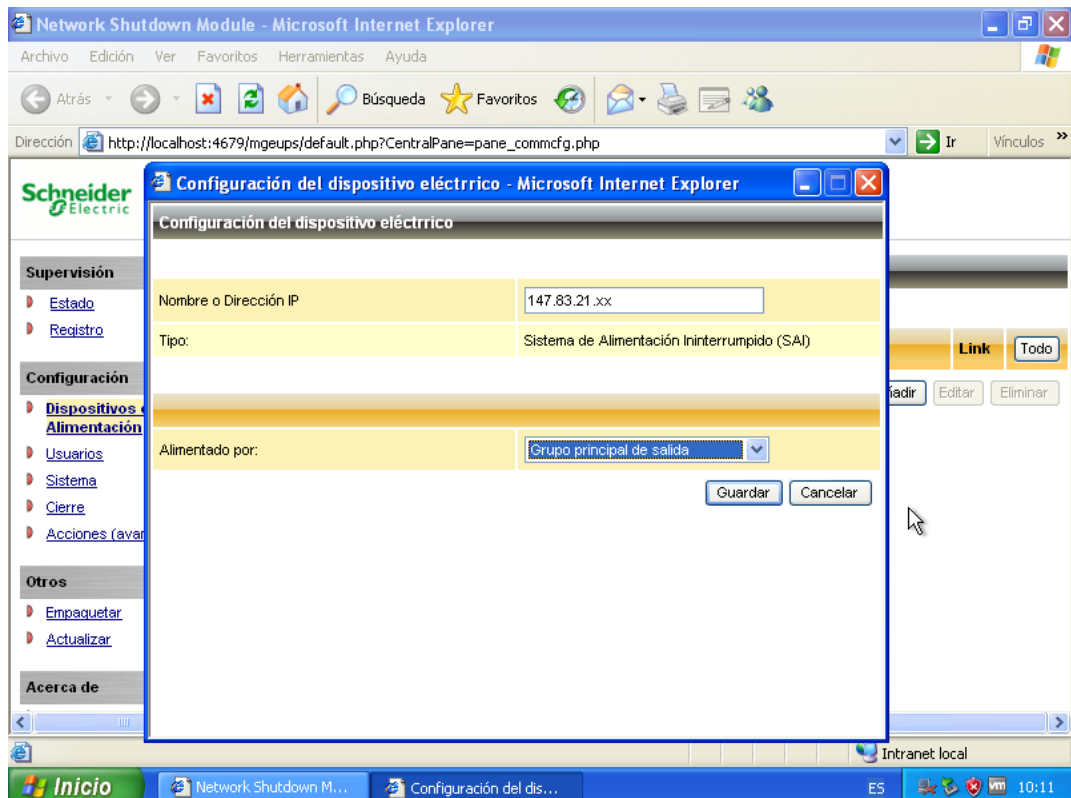 Network Shutdown Module - Microsoft Internet Explorer
Archivo Edición Ver Favoritos Herramientas Ayuda
Atrás Búsqueda Favoritos
Dirección http://localhost:4679/mgeups/default.php?CentralPane=pane_commcfg.php Ir Vínculos »
Schneider
Electric
Supervisión
Estado
Registro
Configuración
Dispositivos
Alimentación
Usuarios
Sistema
Cierre
Acciones (avan
Otros
Empaquetar
Actualizar
Acerca de
Configuración del dispositivo eléctrrico - Microsoft Internet Explorer
Configuración del dispositivo eléctrrico
Nombre o Dirección IP 147.83.21.xx
Tipo: Sistema de Alimentación Ininterrumpido (SAI)
Alimentado por: Grupo principal de salida
Guardar Cancelar
Link Todo
ñadir Editar Eliminar
Intranet local
Inicio Network Shutdown M... Configuración del dis... ES vm 10:11